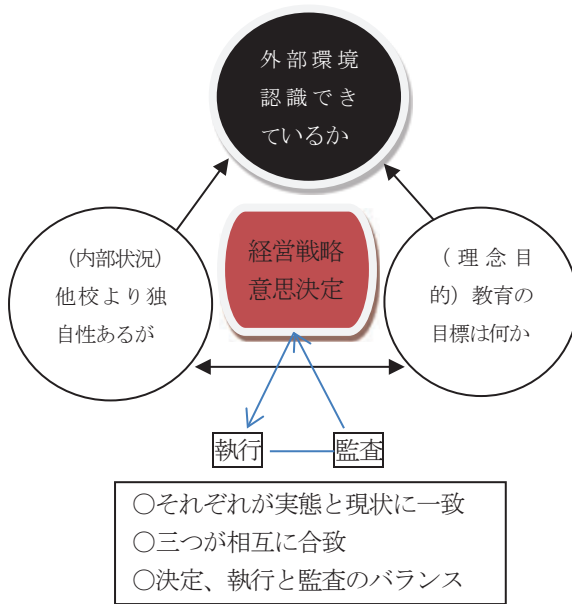 外部環境
認識でき
ているか
経営戦略
意思決定
（内部状況）
他校より独
自性あるが
（理念目
的）教育の
目標は何か
執行
監査
○それぞれが実態と現状に一致
○三つが相互に合致
○決定、執行と監査のバランス